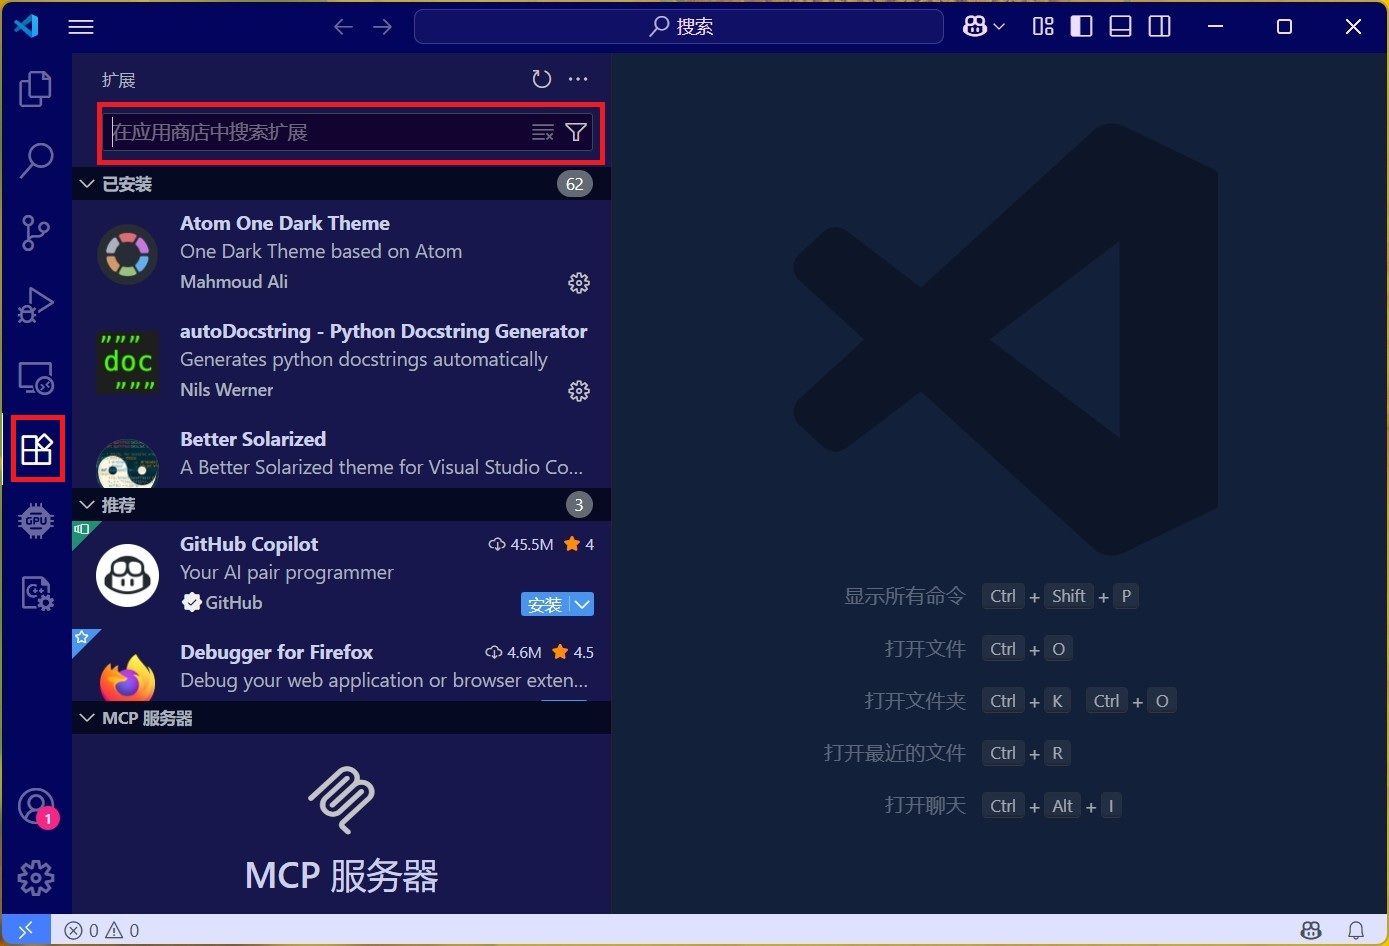 搜索
扩展
在应用商店中搜索扩展
已安装
62
Atom One Dark Theme
One Dark Theme based on Atom
Mahmoud Ali
"""
doc
"""
autoDocstring - Python Docstring Generator
Generates python docstrings automatically
Nils Werner
Better Solarized
A Better Solarized theme for Visual Studio Co...
推荐
3
GitHub Copilot
45.5M
4
Your AI pair programmer
GitHub
安装
Debugger for Firefox
4.6M
4.5
Debug your web application or browser exten...
MCP 服务器
MCP 服务器
GPU
C++
1
显示所有命令 Ctrl + Shift + P
打开文件 Ctrl + O
打开文件夹 Ctrl + K Ctrl + O
打开最近的文件 Ctrl + R
打开聊天 Ctrl + Alt + I
0
0